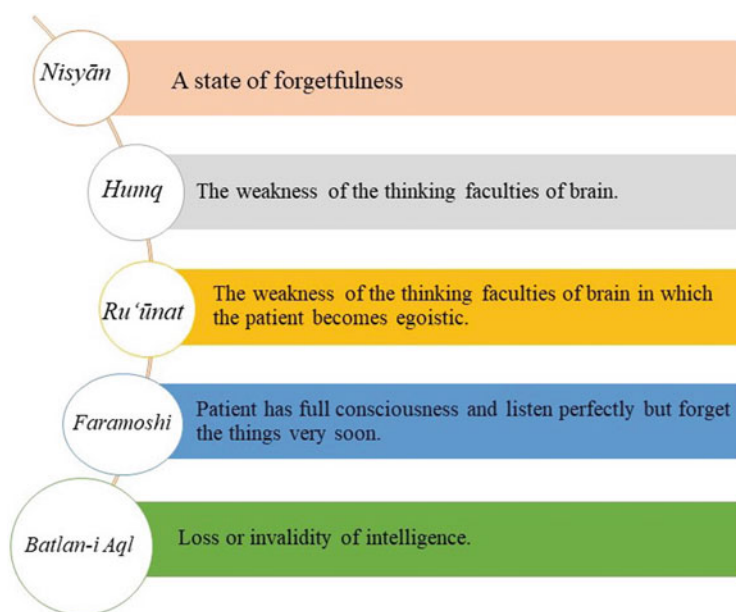 Nisyān
A state of forgetfulness
Humq
The weakness of the thinking faculties of brain.
Ru‘ūnat
The weakness of the thinking faculties of brain in which
the patient becomes egoistic.
Faramoshi
Patient has full consciousness and listen perfectly but forget
the things very soon.
Batlan-i Aql
Loss or invalidity of intelligence.